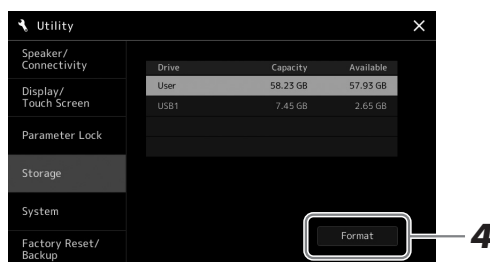 Utility
Speaker/
Connectivity
Display/
Touch Screen
Parameter Lock
Storage
System
Factory Reset/
Backup
Drive Capacity Available
User 58.23 GB 57.93 GB
USB1 7.45 GB 2.65 GB
Format
4